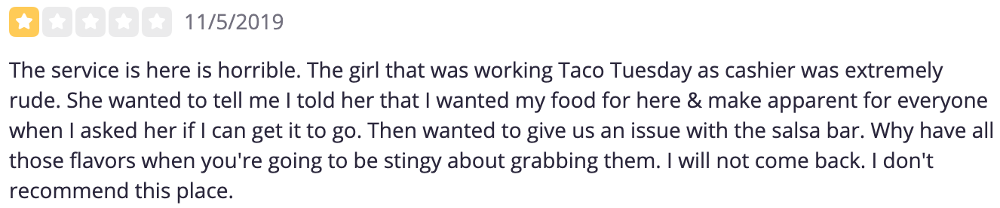 11/5/2019
The service is here is horrible. The girl that was working Taco Tuesday as cashier was extremely
rude. She wanted to tell me I told her that I wanted my food for here & make apparent for everyone
when I asked her if I can get it to go. Then wanted to give us an issue with the salsa bar. Why have all
those flavors when you're going to be stingy about grabbing them. I will not come back. I don't
recommend this place.